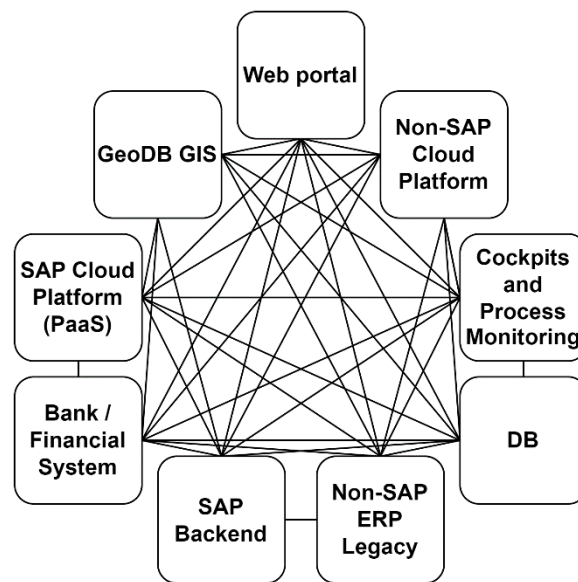 Web portal
GeoDB GIS
Non-SAP
Cloud
Platform
SAP Cloud
Platform
(PaaS)
Cockpits
and
Process
Monitoring
Bank /
Financial
System
DB
SAP
Backend
Non-SAP
ERP
Legacy